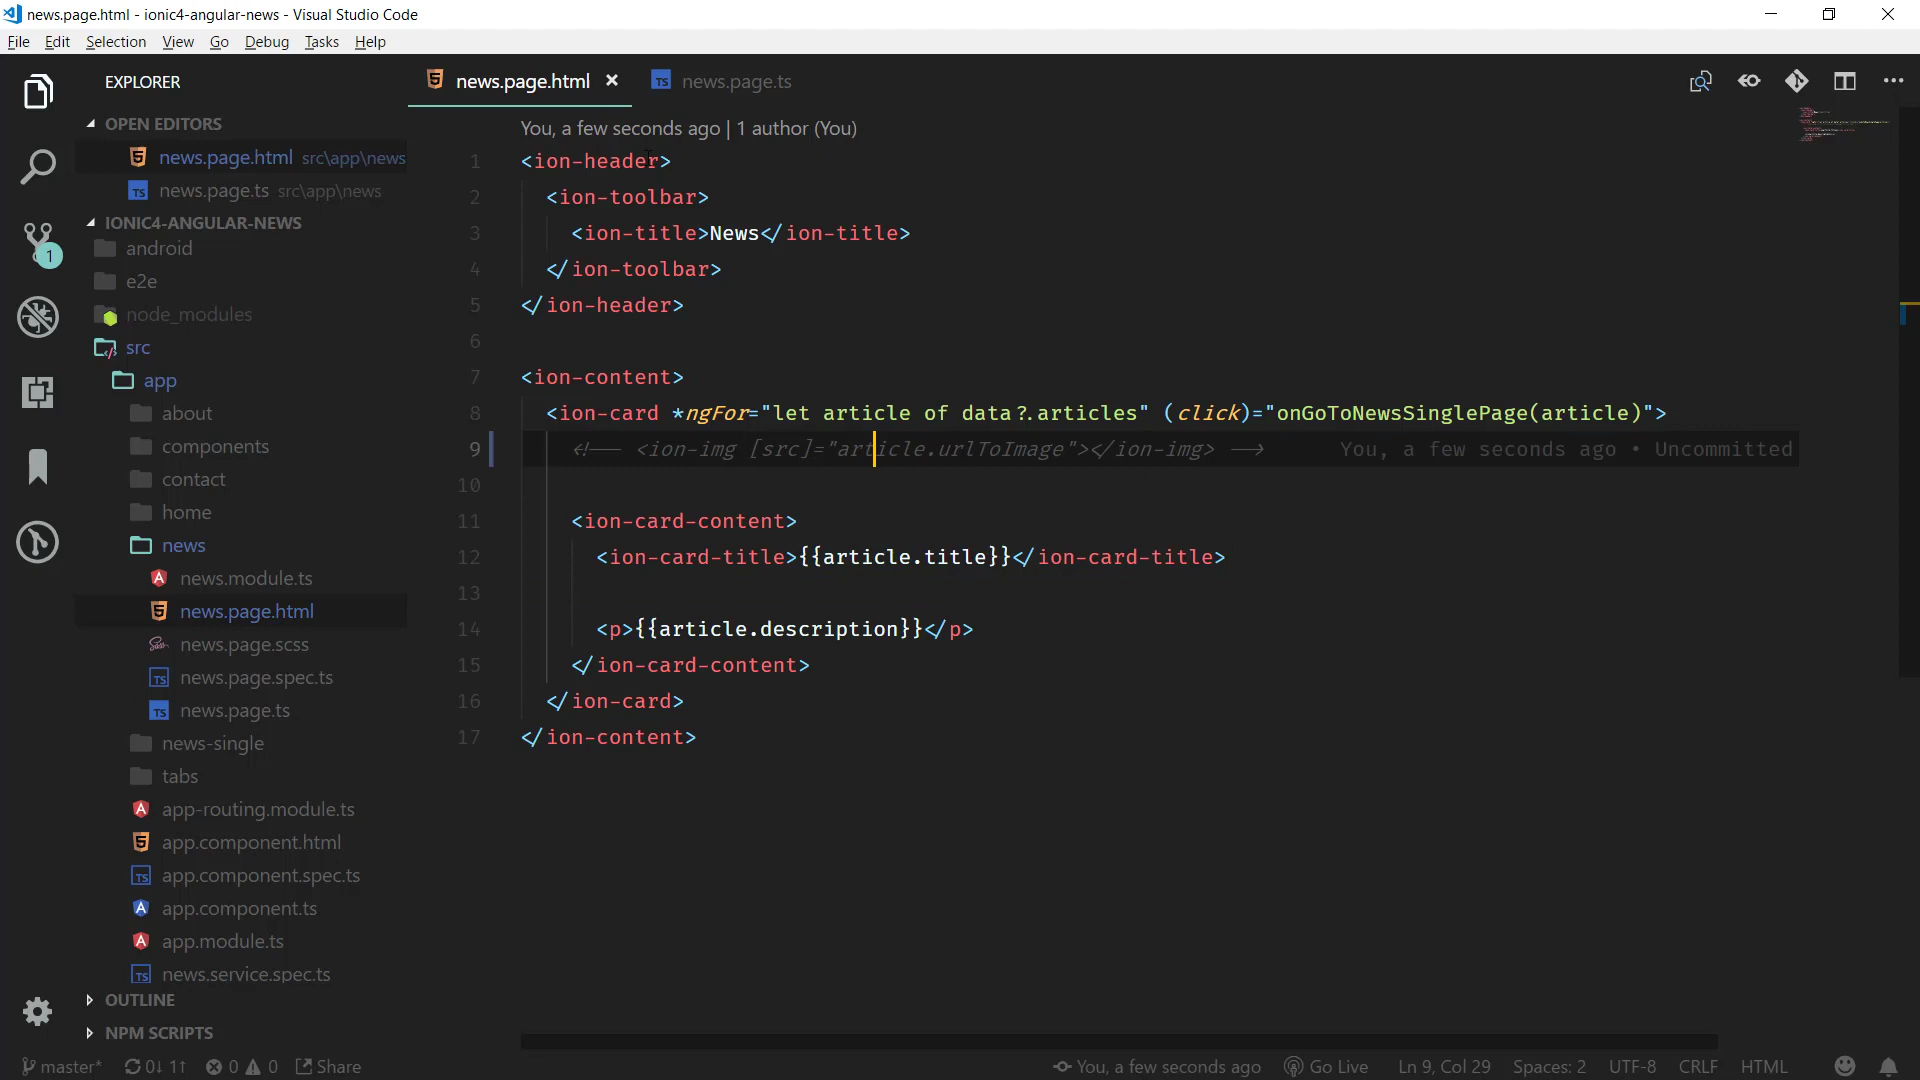 news.page.html - ionic4-angular-news - Visual Studio Code
File Edit Selection View Go Debug Tasks Help
EXPLORER
OPEN EDITORS
news.page.html src\app\news
news.page.ts src\app\news
IONIC4-ANGULAR-NEWS
android
e2e
node_modules
src
app
about
components
contact
home
news
news.module.ts
news.page.html
news.page.scss
news.page.spec.ts
news.page.ts
news-single
tabs
app-routing.module.ts
app.component.html
app.component.spec.ts
app.component.ts
app.module.ts
news.service.spec.ts
OUTLINE
NPM SCRIPTS
news.page.html news.page.ts
You, a few seconds ago | 1 author (You)
1 <ion-header>
2 <ion-toolbar>
3 <ion-title>News</ion-title>
4 </ion-toolbar>
5 </ion-header>
6
7 <ion-content>
8 <ion-card *ngFor="let article of data?.articles" (click)="onGoToNewsSinglePage(article)">
9 <!-- <ion-img [src]="article.urlToImage"></ion-img> --> You, a few seconds ago • Uncommitted
10
11 <ion-card-content>
12 <ion-card-title>{{article.title}}</ion-card-title>
13
14 <p>{{article.description}}</p>
15 </ion-card-content>
16 </ion-card>
17 </ion-content>
1
master* 0↓ 1↑ 0 0 Share You, a few seconds ago Go Live Ln 9, Col 29 Spaces: 2 UTF-8 CRLF HTML